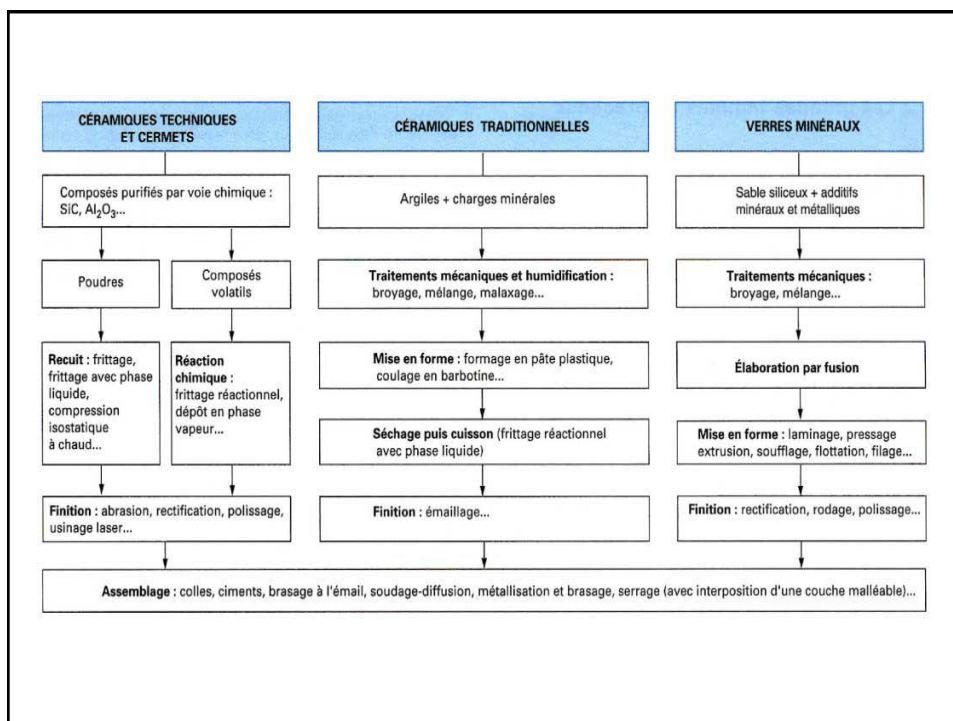 CÉRAMIQUES TECHNIQUES
ET CERMETS
Composés purifiés par voie chimique :
SiC, Al₂O₃...
Poudres
Composés
volatils
Recuit : frittage,
frittage avec phase
liquide,
compression
isostatique
à chaud...
Réaction
chimique :
frittage réactionnel,
dépôt en phase
vapeur...
Finition : abrasion, rectification, polissage,
usinage laser...
CÉRAMIQUES TRADITIONNELLES
Argiles + charges minérales
Traitements mécaniques et humidification :
broyage, mélange, malaxage...
Mise en forme : formage en pâte plastique,
coulage en barbotine...
Séchage puis cuisson (frittage réactionnel
avec phase liquide)
Finition : émaillage...
VERRES MINÉRAUX
Sable siliceux + additifs
minéraux et métalliques
Traitements mécaniques :
broyage, mélange...
Élaboration par fusion
Mise en forme : laminage, pressage
extrusion, soufflage, flottation, filage...
Finition : rectification, rodage, polissage...
Assemblage : colles, ciments, brasage à l'émail, soudage-diffusion, métallisation et brasage, serrage (avec interposition d'une couche malléable)...